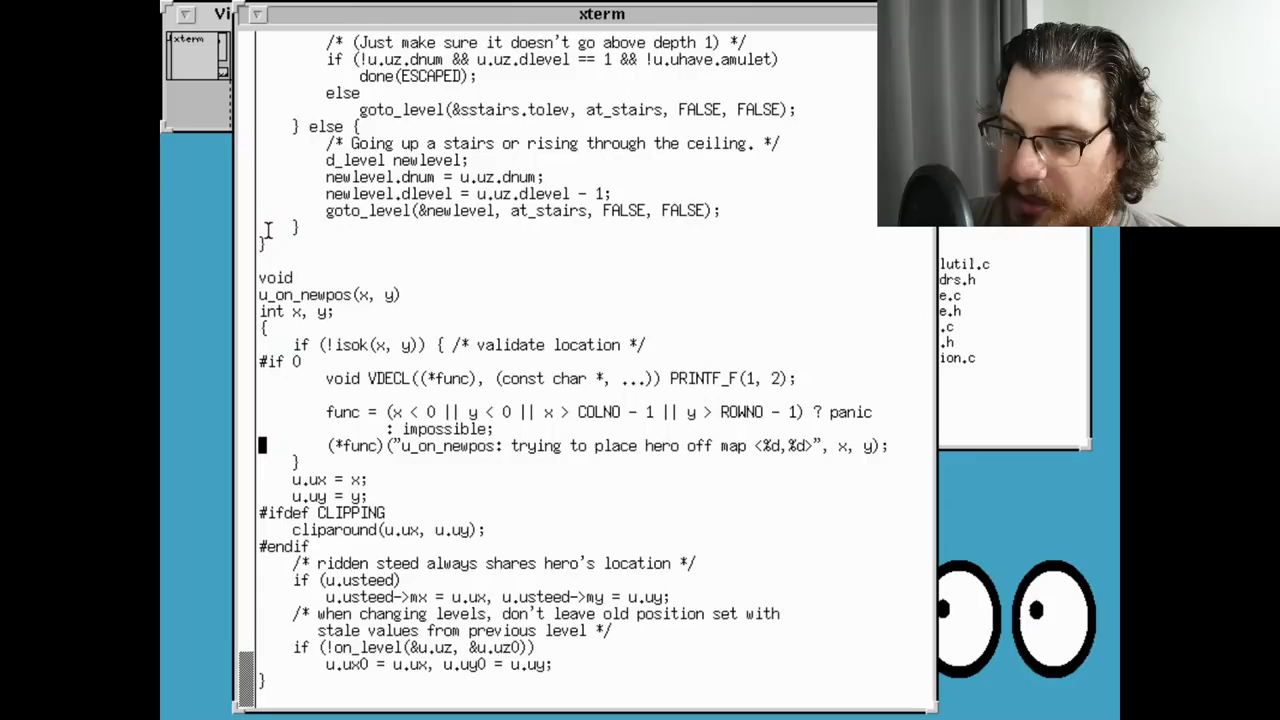 Vi
xterm
xterm
/* (Just make sure it doesn't go above depth 1) */
if (!u.uz.dnum && u.uz.dlevel == 1 && !u.uhave.amulet)
done(ESCAPED);
else
goto_level(&sstairs.tolev, at_stairs, FALSE, FALSE);
} else {
/* Going up a stairs or rising through the ceiling. */
d_level newlevel;
newlevel.dnum = u.uz.dnum;
newlevel.dlevel = u.uz.dlevel - 1;
goto_level(&newlevel, at_stairs, FALSE, FALSE);
}
}
void
u_on_newpos(x, y)
int x, y;
{
if (!isok(x, y)) { /* validate location */
#if 0
void VDECL((*func), (const char *, ...)) PRINTF_F(1, 2);
func = (x < 0 || y < 0 || x > COLNO - 1 || y > ROWNO - 1) ? panic
: impossible;
(*func)("u_on_newpos: trying to place hero off map <%d,%d>", x, y);
}
u.ux = x;
u.uy = y;
#ifdef CLIPPING
cliparound(u.ux, u.uy);
#endif
/* ridden steed always shares hero's location */
if (u.usteed)
u.usteed->mx = u.ux, u.usteed->my = u.uy;
/* when changing levels, don't leave old position set with
stale values from previous level */
if (!on_level(&u.uz, &u.uz0))
u.ux0 = u.ux, u.uy0 = u.uy;
}
lutil.c
drs.h
e.c
e.h
.c
.h
ion.c